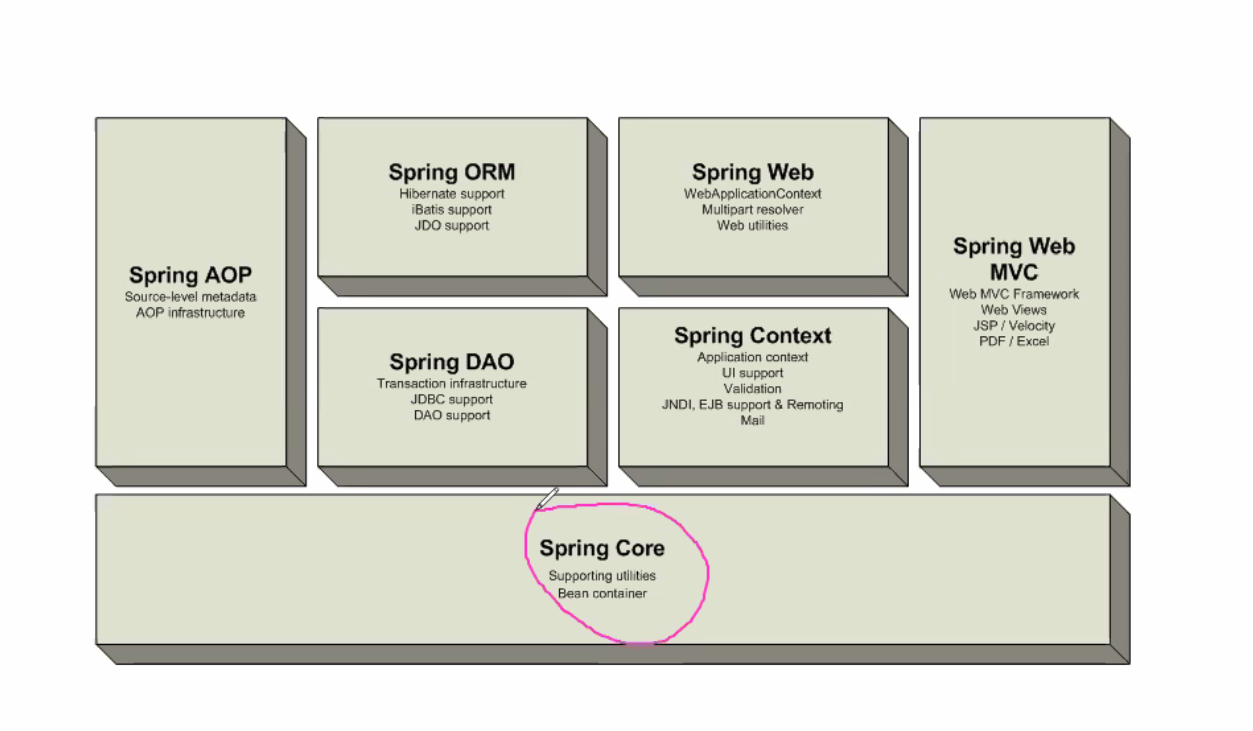 Spring AOP
Source-level metadata
AOP infrastructure
Spring ORM
Hibernate support
iBatis support
JDO support
Spring Web
WebApplicationContext
Multipart resolver
Web utilities
Spring DAO
Transaction infrastructure
JDBC support
DAO support
Spring Context
Application context
UI support
Validation
JNDI, EJB support & Remoting
Mail
Spring Web
MVC
Web MVC Framework
Web Views
JSP / Velocity
PDF / Excel
Spring Core
Supporting utilities
Bean container